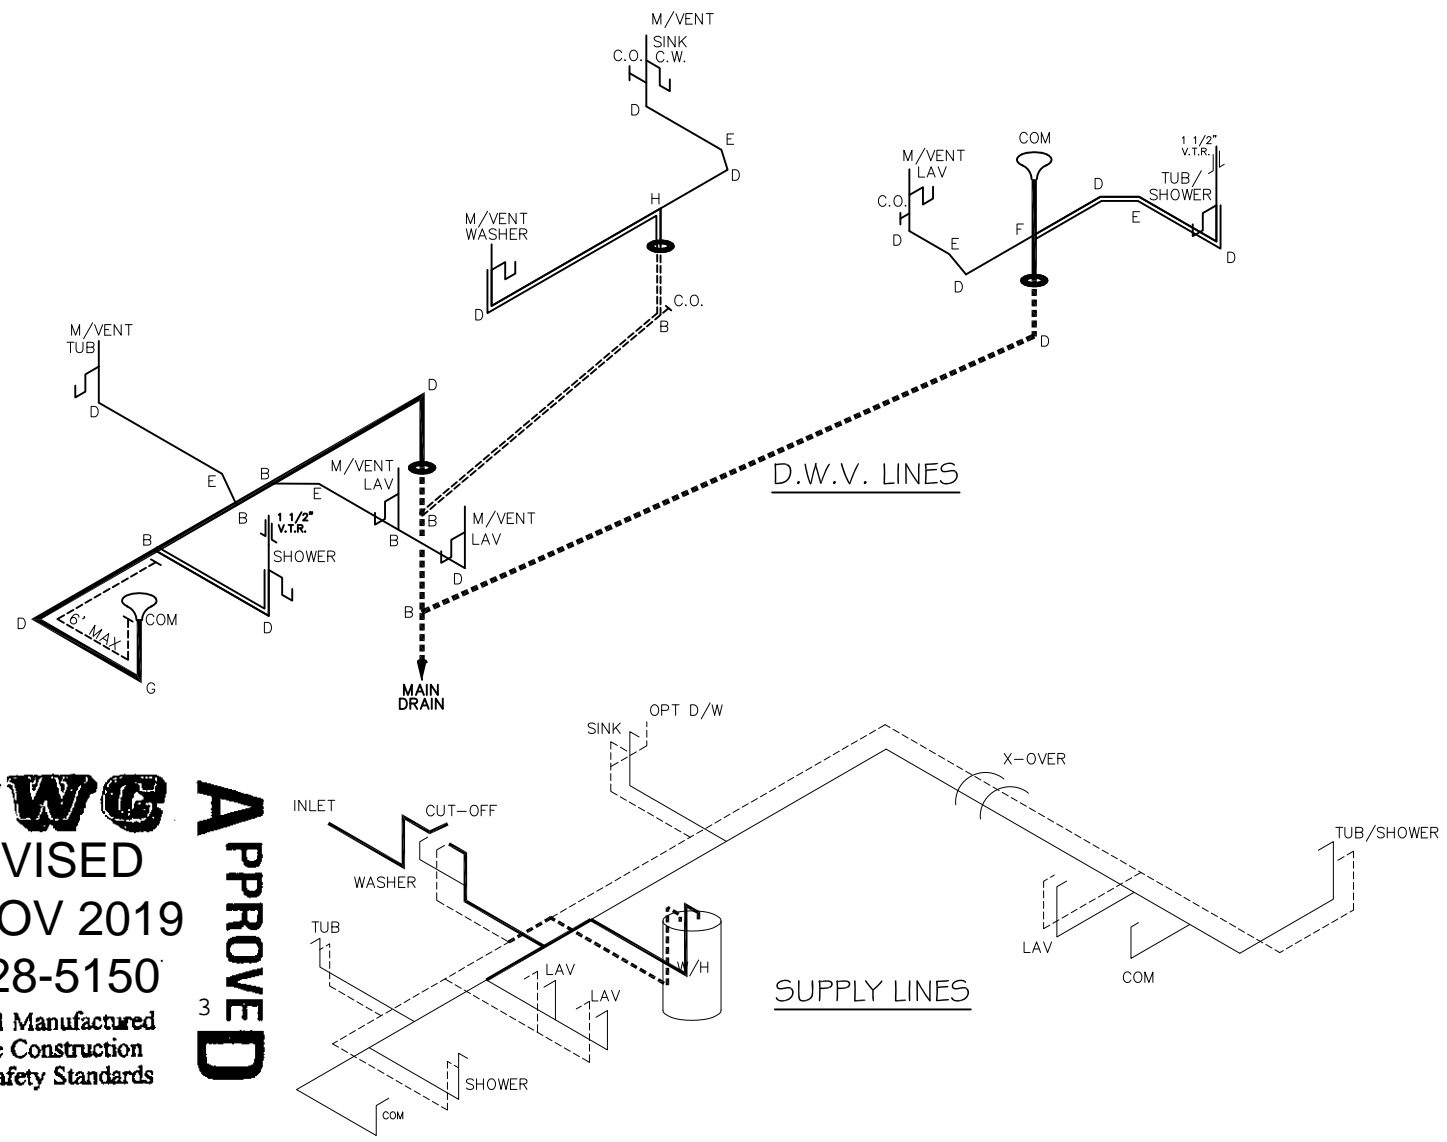 M/VENT
SINK
C.O. C.W.
D
E
D
H
M/VENT
WASHER
D
C.O.
B
COM
M/VENT
LAV
C.O.
D
E
D
F
D
E
1 1/2"
V.T.R.
TUB/
SHOWER
D
D
M/VENT
TUB
D
E
B
B
E
D
M/VENT
LAV
B
B
M/VENT
LAV
D
1 1/2"
V.T.R.
SHOWER
D
B
D
6' MAX
COM
G
B
MAIN
DRAIN
D.W.V. LINES
OPT D/W
SINK
X-OVER
INLET
CUT-OFF
WASHER
TUB/SHOWER
TUB
LAV
LAV
W/H
LAV
COM
SUPPLY LINES
SHOWER
COM
WC
VISED
OV 2019
28-5150
Manufactured
Construction
afety Standards
APPROVED
3